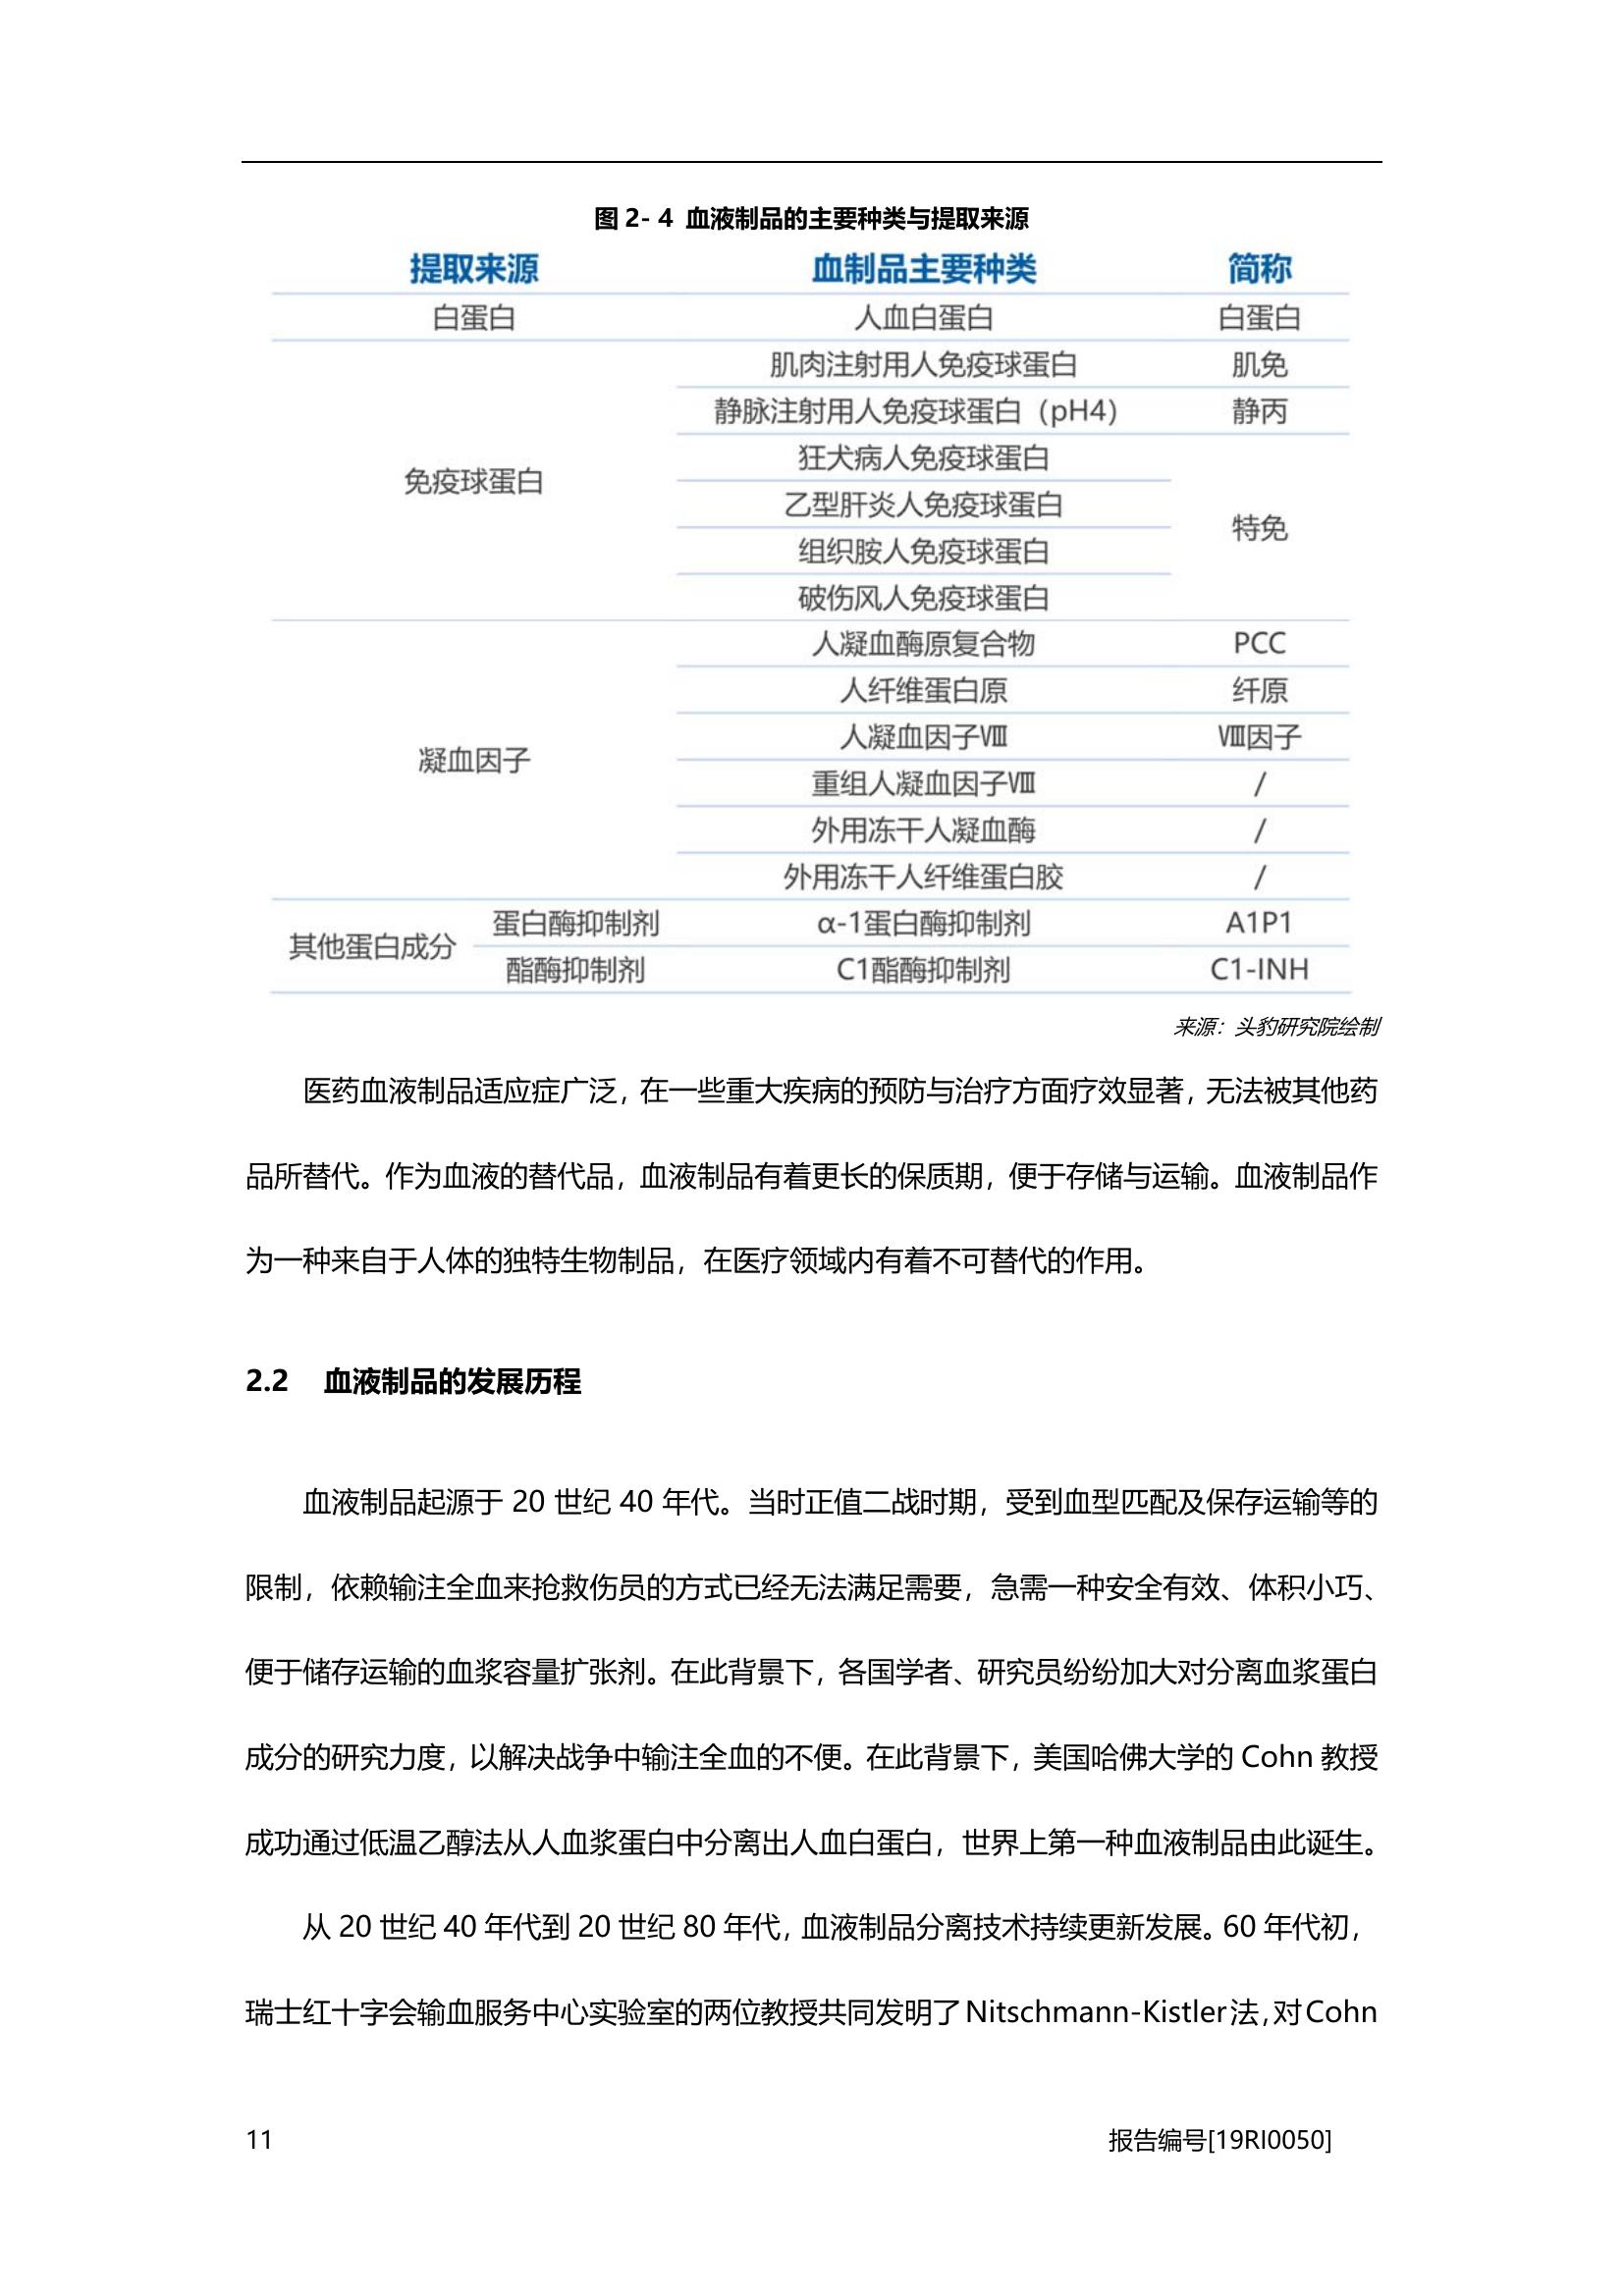 图 2- 4 血液制品的主要种类与提取来源
提取来源 血制品主要种类 简称
白蛋白 人血白蛋白 白蛋白
免疫球蛋白 肌肉注射用人免疫球蛋白 肌免
静脉注射用人免疫球蛋白（pH4） 静丙
狂犬病人免疫球蛋白 特免
乙型肝炎人免疫球蛋白
组织胺人免疫球蛋白
破伤风人免疫球蛋白
凝血因子 人凝血酶原复合物 PCC
人纤维蛋白原 纤原
人凝血因子Ⅷ Ⅷ因子
重组人凝血因子Ⅷ /
外用冻干人凝血酶 /
外用冻干人纤维蛋白胶 /
其他蛋白成分 蛋白酶抑制剂 α-1蛋白酶抑制剂 A1P1
酯酶抑制剂 C1酯酶抑制剂 C1-INH
来源：头豹研究院绘制
医药血液制品适应症广泛，在一些重大疾病的预防与治疗方面疗效显著，无法被其他药
品所替代。作为血液的替代品，血液制品有着更长的保质期，便于存储与运输。血液制品作
为一种来自于人体的独特生物制品，在医疗领域内有着不可替代的作用。
2.2 血液制品的发展历程
血液制品起源于 20 世纪 40 年代。当时正值二战时期，受到血型匹配及保存运输等的
限制，依赖输注全血来抢救伤员的方式已经无法满足需要，急需一种安全有效、体积小巧、
便于储存运输的血浆容量扩张剂。在此背景下，各国学者、研究员纷纷加大对分离血浆蛋白
成分的研究力度，以解决战争中输注全血的不便。在此背景下，美国哈佛大学的 Cohn 教授
成功通过低温乙醇法从人血浆蛋白中分离出人血白蛋白，世界上第一种血液制品由此诞生。
从 20 世纪 40 年代到 20 世纪 80 年代，血液制品分离技术持续更新发展。60 年代初，
瑞士红十字会输血服务中心实验室的两位教授共同发明了 Nitschmann-Kistler 法，对 Cohn
11 报告编号[19RI0050]